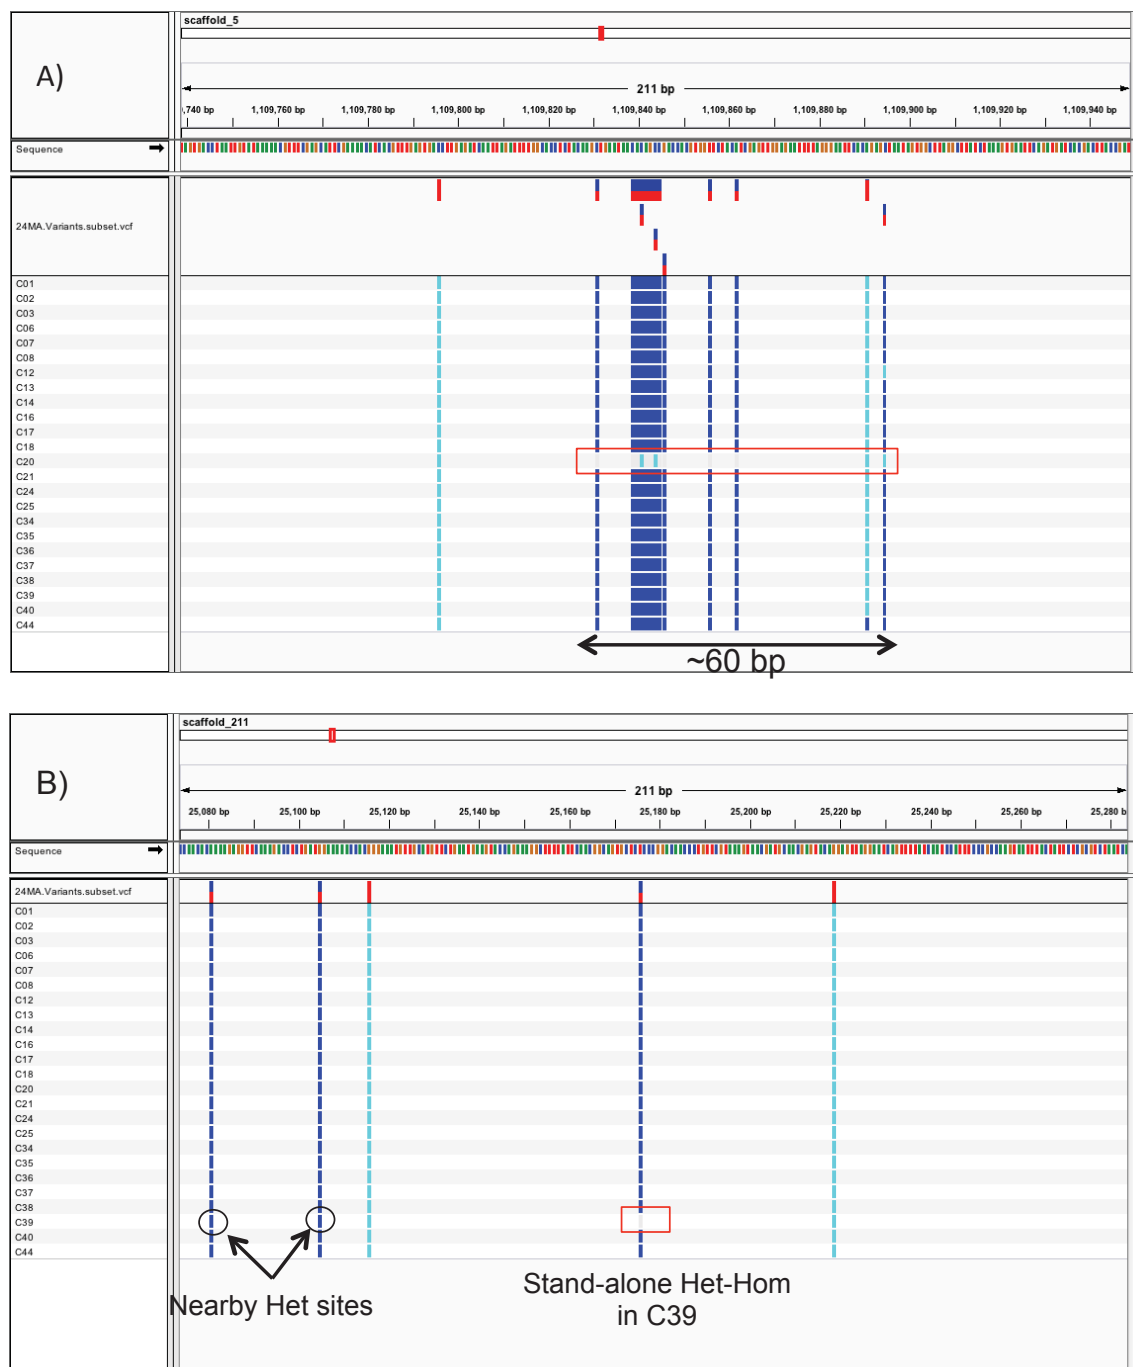 scaffold_5
A)
211 bp
,740 bp 1,109,760 bp 1,109,780 bp 1,109,800 bp 1,109,820 bp 1,109,840 bp 1,109,860 bp 1,109,880 bp 1,109,900 bp 1,109,920 bp 1,109,940 bp
Sequence
24MA.Variants.subset.vcf
C01
C02
C03
C06
C07
C08
C12
C13
C14
C16
C17
C18
C20
C21
C24
C25
C34
C35
C36
C37
C38
C39
C40
C44
~60 bp
scaffold_211
B)
211 bp
25,080 bp 25,100 bp 25,120 bp 25,140 bp 25,160 bp 25,180 bp 25,200 bp 25,220 bp 25,240 bp 25,260 bp 25,280 b
Sequence
24MA.Variants.subset.vcf
C01
C02
C03
C06
C07
C08
C12
C13
C14
C16
C17
C18
C20
C21
C24
C25
C34
C35
C36
C37
C38
C39
C40
C44
Nearby Het sites
Stand-alone Het-Hom
in C39